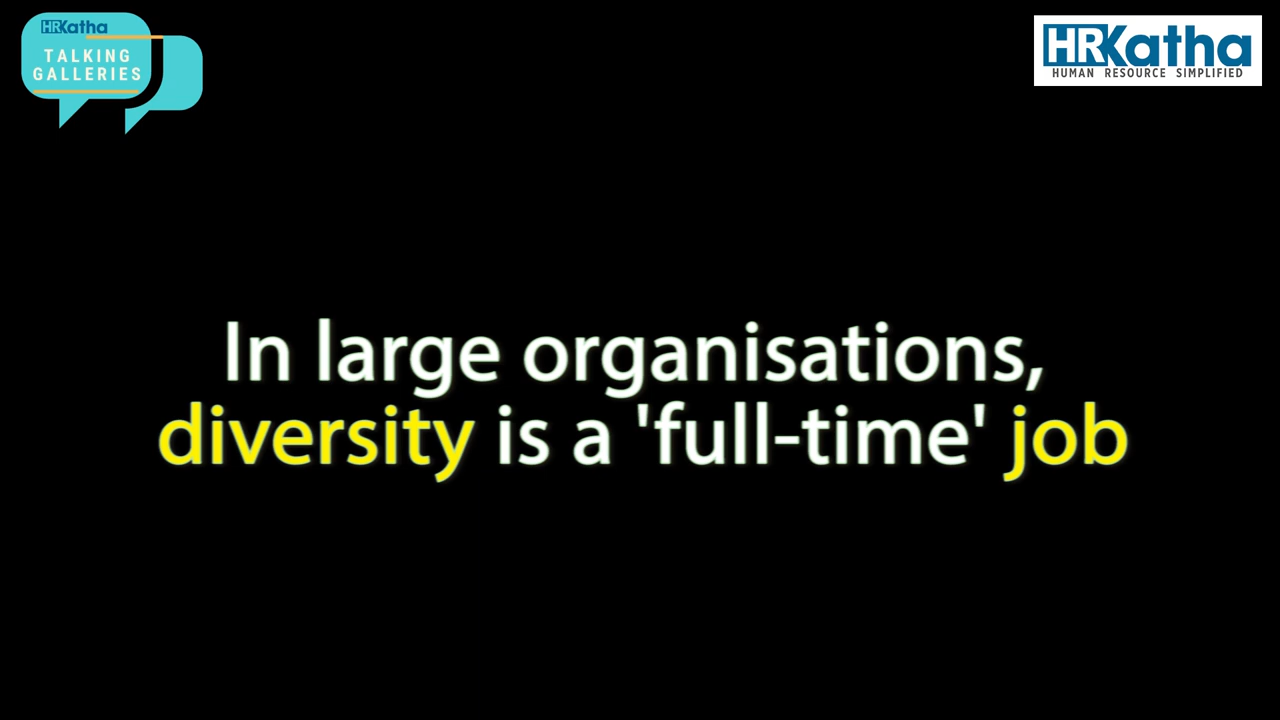 HRKatha
TALKING
GALLERIES
HRKatha
HUMAN RESOURCE SIMPLIFIED
In large organisations,
diversity is a 'full-time' job